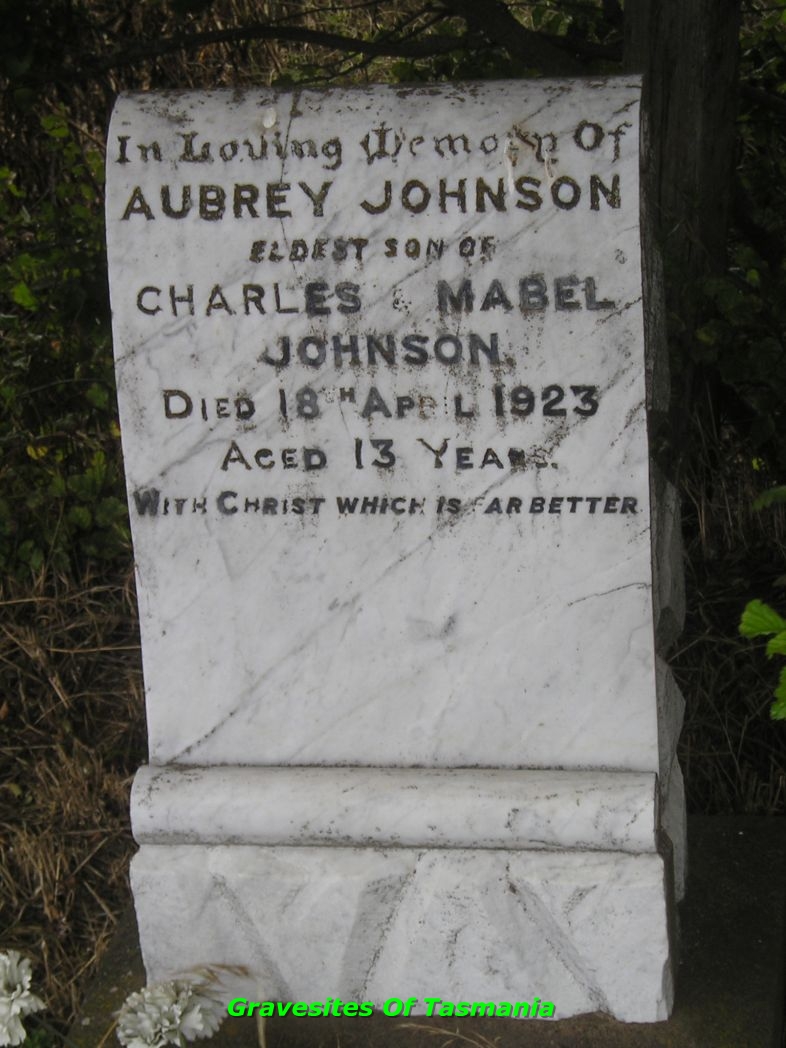 In Loving Memory Of
AUBREY JOHNSON
ELDEST SON OF
CHARLES & MABEL
JOHNSON.
DIED 18TH APRIL 1923
AGED 13 YEARS.
WITH CHRIST WHICH IS FAR BETTER
Gravesites Of Tasmania